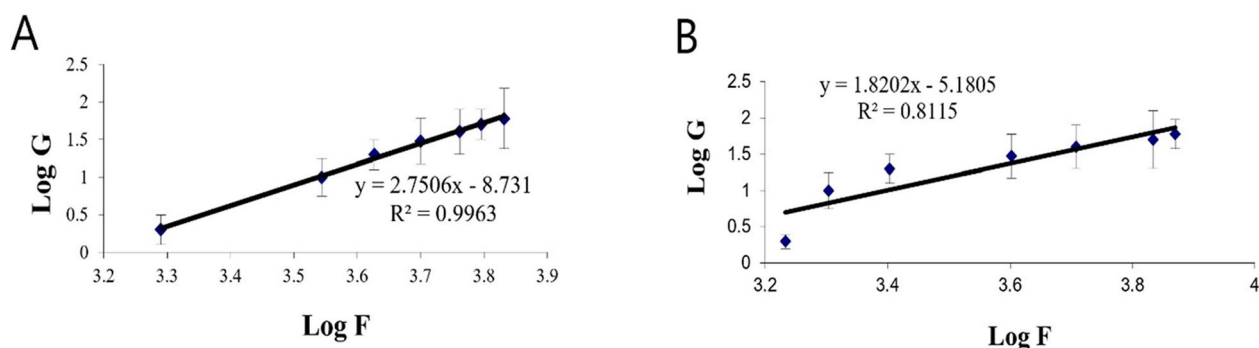 A
2.5
2
1.5
1
0.5
0
Log G
y = 2.7506x - 8.731
R² = 0.9963
3.2 3.3 3.4 3.5 3.6 3.7 3.8 3.9
Log F
B
2.5
2
1.5
1
0.5
0
Log G
y = 1.8202x - 5.1805
R² = 0.8115
3.2 3.4 3.6 3.8 4
Log F